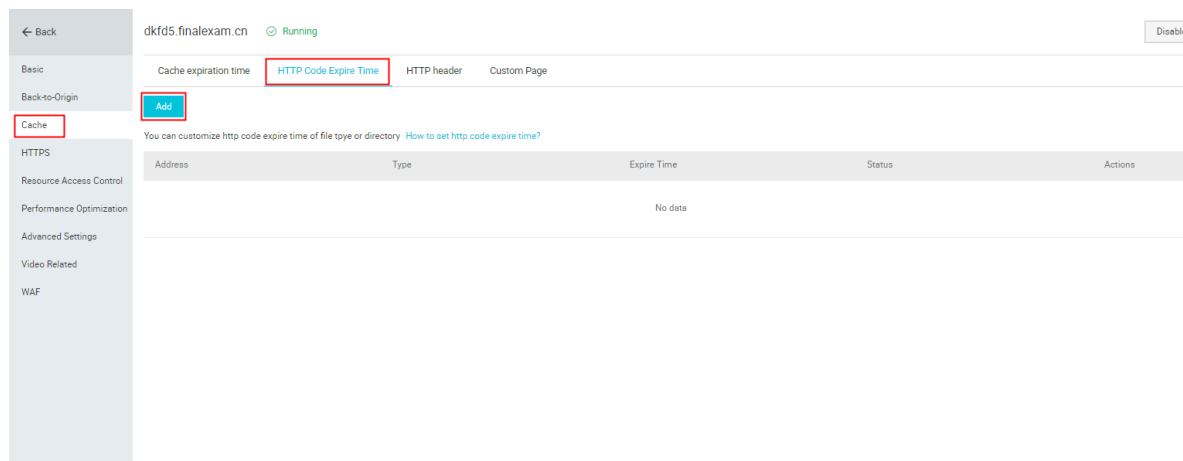 ← Back
dkfd5.finalexam.cn Running
Disable
Basic
Back-to-Origin
Cache
HTTPS
Resource Access Control
Performance Optimization
Advanced Settings
Video Related
WAF
Cache expiration time HTTP Code Expire Time HTTP header Custom Page
Add
You can customize http code expire time of file tpye or directory How to set http code expire time?
Address Type Expire Time Status Actions
No data